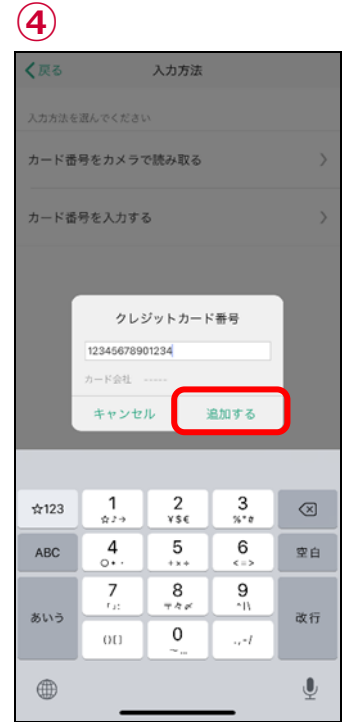 ④
戻る 入力方法
入力方法を選んでください
カード番号をカメラで読み取る
カード番号を入力する
クレジットカード番号
12345678901234
カード会社 -----
キャンセル 追加する
☆123 1 2 3
☆♪→ ¥$€
ABC 4 5 6 空白
+×÷ <=>
あいう 7 8 9 改行
^|\
()[] 0 .,-/
~…